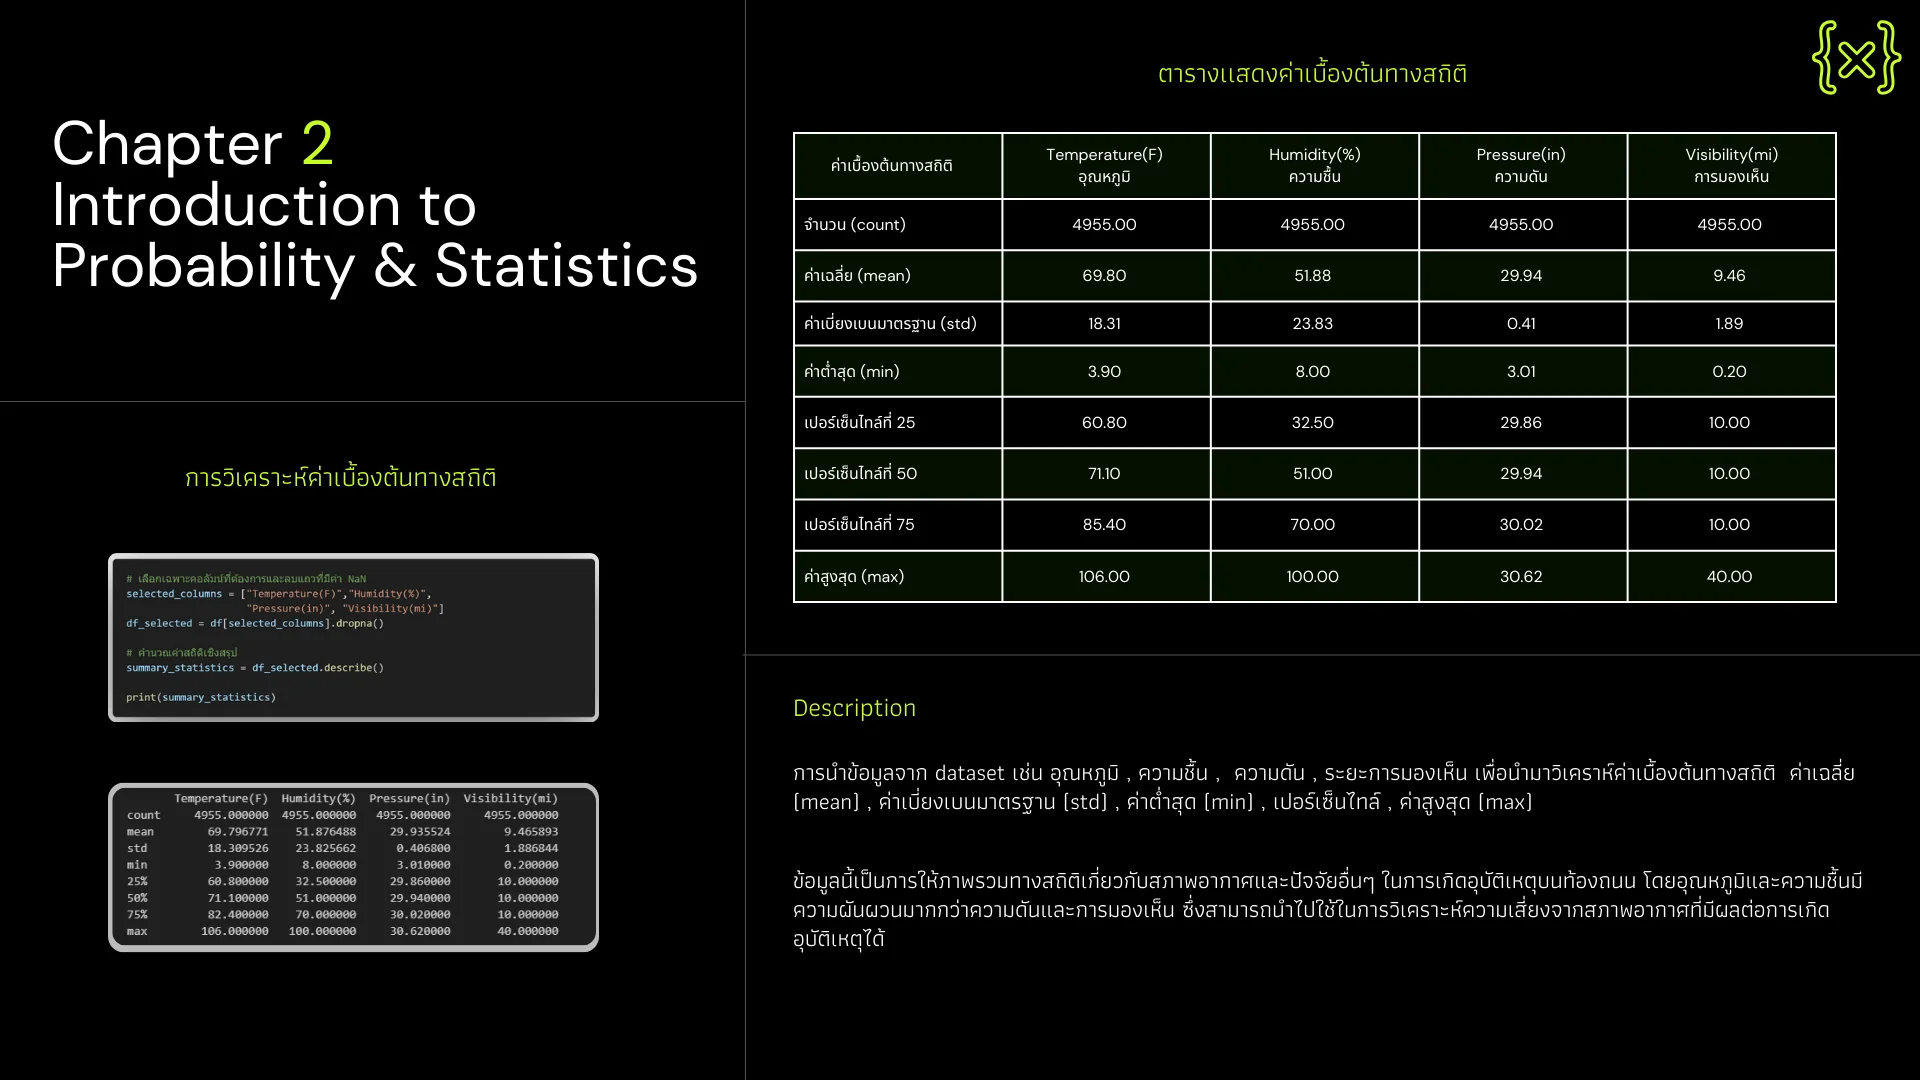 Chapter 2
Introduction to
Probability & Statistics
การวิเคราะห์ค่าเบื้องต้นทางสถิติ
# เลือกเฉพาะคอลัมน์ที่ต้องการและลบแถวที่มีค่า NaN
selected_columns = ["Temperature(F)","Humidity(%)",
"Pressure(in)", "Visibility(mi)"]
df_selected = df[selected_columns].dropna()
# คำนวณค่าสถิติเชิงสรุป
summary_statistics = df_selected.describe()
print(summary_statistics)
Temperature(F) Humidity(%) Pressure(in) Visibility(mi)
count 4955.000000 4955.000000 4955.000000 4955.000000
mean 69.796771 51.876488 29.935524 9.465893
std 18.309526 23.825662 0.406800 1.886844
min 3.900000 8.000000 3.010000 0.200000
25% 60.800000 32.500000 29.860000 10.000000
50% 71.100000 51.000000 29.940000 10.000000
75% 82.400000 70.000000 30.020000 10.000000
max 106.000000 100.000000 30.620000 40.000000
ตารางแสดงค่าเบื้องต้นทางสถิติ
ค่าเบื้องต้นทางสถิติ Temperature(F) Humidity(%) Pressure(in) Visibility(mi)
อุณหภูมิ ความชื้น ความดัน การมองเห็น
จำนวน (count) 4955.00 4955.00 4955.00 4955.00
ค่าเฉลี่ย (mean) 69.80 51.88 29.94 9.46
ค่าเบี่ยงเบนมาตรฐาน (std) 18.31 23.83 0.41 1.89
ค่าต่ำสุด (min) 3.90 8.00 3.01 0.20
เปอร์เซ็นไทล์ที่ 25 60.80 32.50 29.86 10.00
เปอร์เซ็นไทล์ที่ 50 71.10 51.00 29.94 10.00
เปอร์เซ็นไทล์ที่ 75 85.40 70.00 30.02 10.00
ค่าสูงสุด (max) 106.00 100.00 30.62 40.00
Description
การนำข้อมูลจาก dataset เช่น อุณหภูมิ , ความชื้น , ความดัน , ระยะการมองเห็น เพื่อนำมาวิเคราห์ค่าเบื้องต้นทางสถิติ ค่าเฉลี่ย
(mean) , ค่าเบี่ยงเบนมาตรฐาน (std) , ค่าต่ำสุด (min) , เปอร์เซ็นไทล์ , ค่าสูงสุด (max)
ข้อมูลนี้เป็นการให้ภาพรวมทางสถิติเกี่ยวกับสภาพอากาศและปัจจัยอื่นๆ ในการเกิดอุบัติเหตุบนท้องถนน โดยอุณหภูมิและความชื้นมี
ความผันผวนมากกว่าความดันและการมองเห็น ซึ่งสามารถนำไปใช้ในการวิเคราะห์ความเสี่ยงจากสภาพอากาศที่มีผลต่อการเกิด
อุบัติเหตุได้